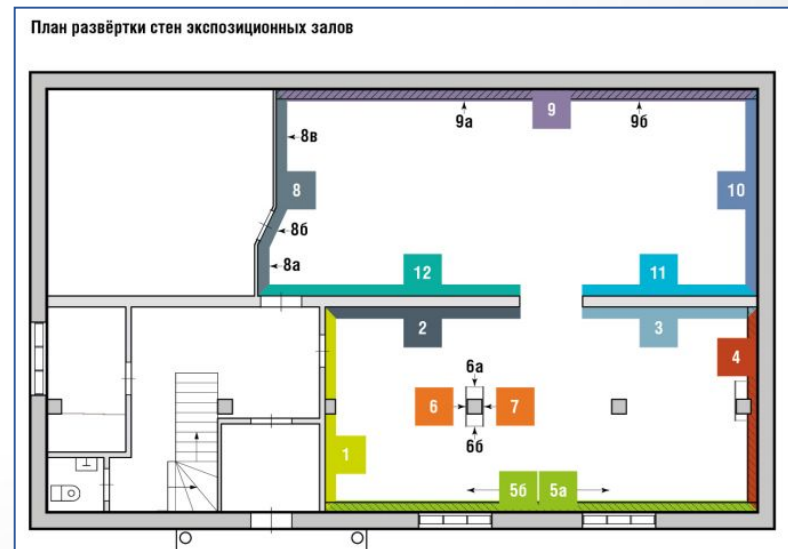 План развёртки стен экспозиционных залов
9
9а
9б
8в
8
10
8б
8а
12
11
2
3
4
6а
6
7
6б
1
5б
5а